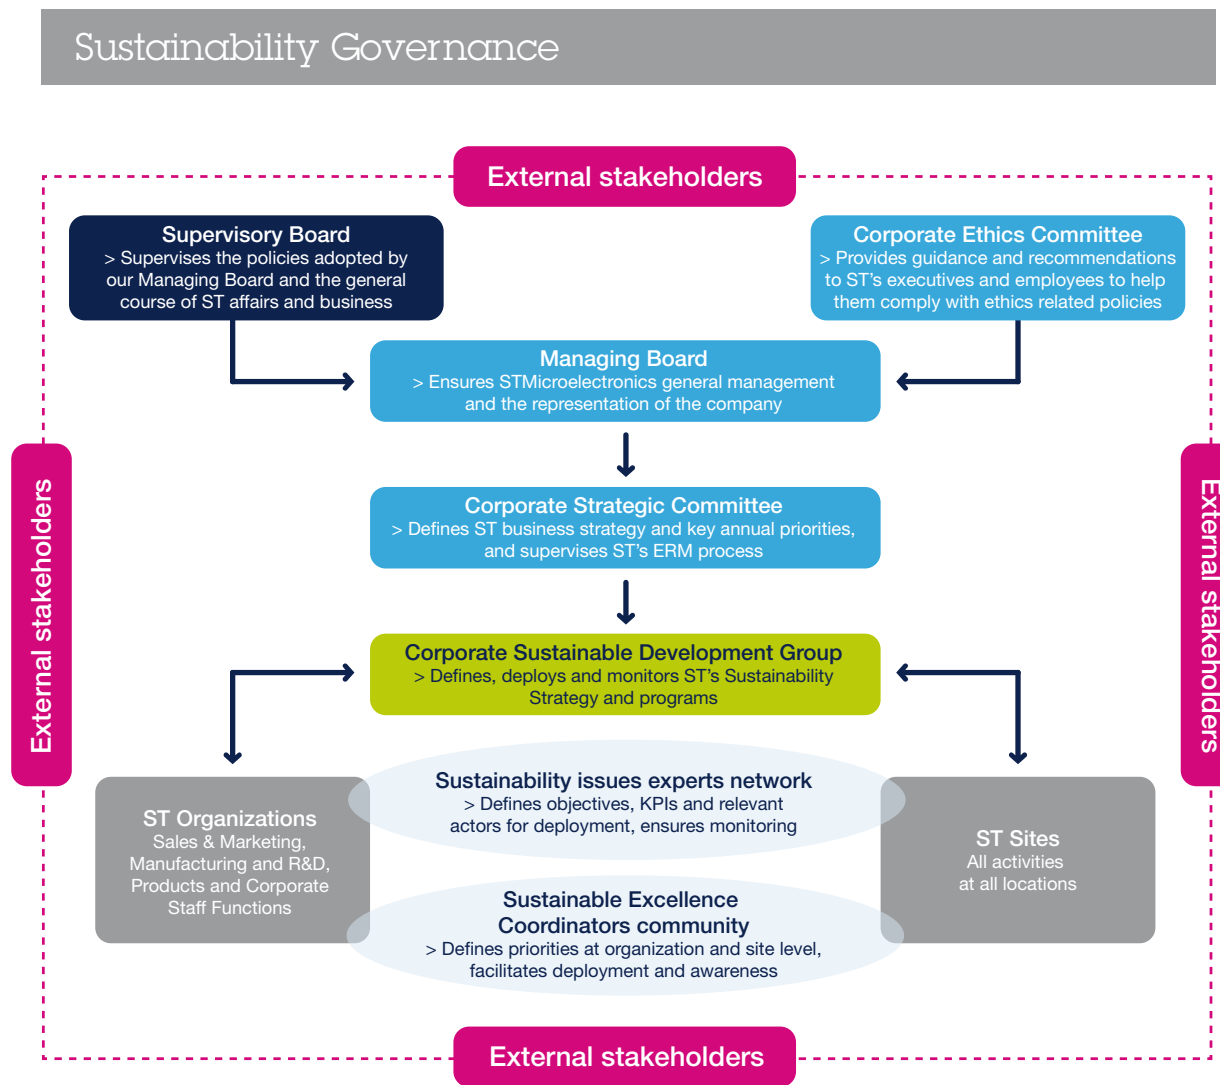 Sustainability Governance
External stakeholders
Supervisory Board
> Supervises the policies adopted by
our Managing Board and the general
course of ST affairs and business
Corporate Ethics Committee
> Provides guidance and recommendations
to ST's executives and employees to help
them comply with ethics related policies
Managing Board
> Ensures STMicroelectronics general management
and the representation of the company
External stakeholders
External stakeholders
Corporate Strategic Committee
> Defines ST business strategy and key annual priorities,
and supervises ST's ERM process
Corporate Sustainable Development Group
> Defines, deploys and monitors ST's Sustainability
Strategy and programs
Sustainability issues experts network
> Defines objectives, KPIs and relevant
actors for deployment, ensures monitoring
ST Organizations
Sales & Marketing,
Manufacturing and R&D,
Products and Corporate
Staff Functions
ST Sites
All activities
at all locations
Sustainable Excellence
Coordinators community
> Defines priorities at organization and site level,
facilitates deployment and awareness
External stakeholders